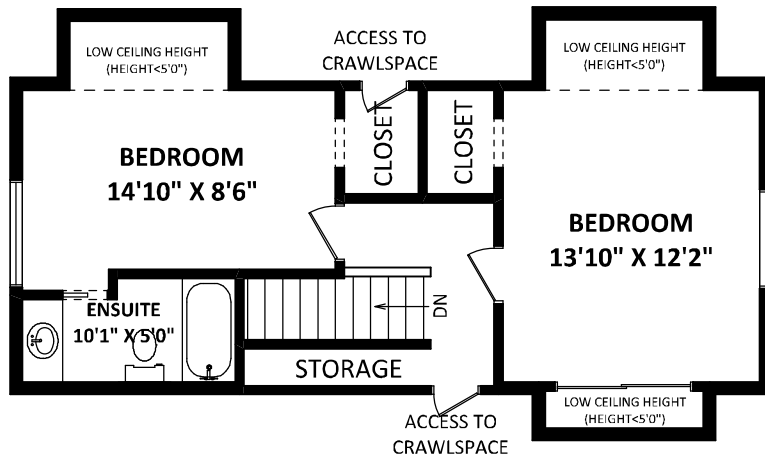 LOW CEILING HEIGHT
(HEIGHT<5'0")
ACCESS TO
CRAWLSPACE
LOW CEILING HEIGHT
(HEIGHT<5'0")
BEDROOM
14'10" X 8'6"
CLOSET
CLOSET
BEDROOM
13'10" X 12'2"
ENSUITE
10'1" X 5'0"
DN
STORAGE
LOW CEILING HEIGHT
(HEIGHT<5'0")
ACCESS TO
CRAWLSPACE